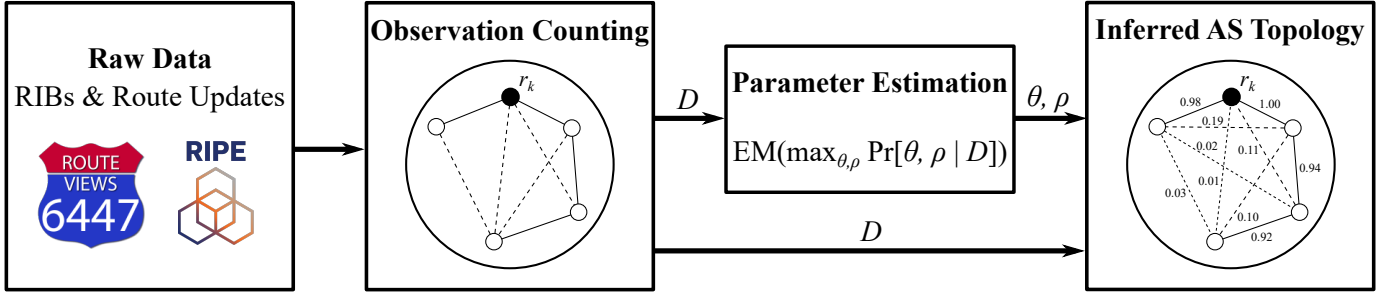 Raw Data
RIBs & Route Updates
ROUTE
VIEWS
6447
RIPE
Observation Counting
r_k
D
Parameter Estimation
EM(max_θ,ρ Pr[θ, ρ | D])
θ, ρ
D
Inferred AS Topology
r_k
0.98
1.00
0.19
0.02
0.11
0.94
0.03
0.01
0.10
0.92